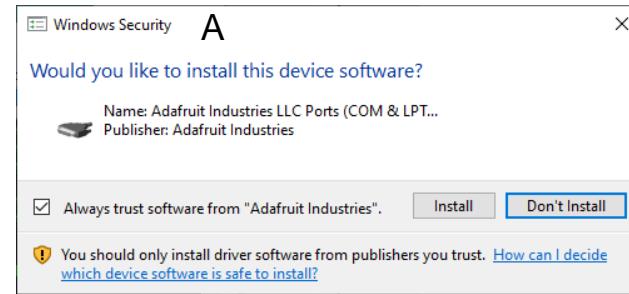 Windows Security
A
Would you like to install this device software?
Name: Adafruit Industries LLC Ports (COM & LPT...
Publisher: Adafruit Industries
Always trust software from "Adafruit Industries".
Install
Don't Install
You should only install driver software from publishers you trust. How can I decide
which device software is safe to install?